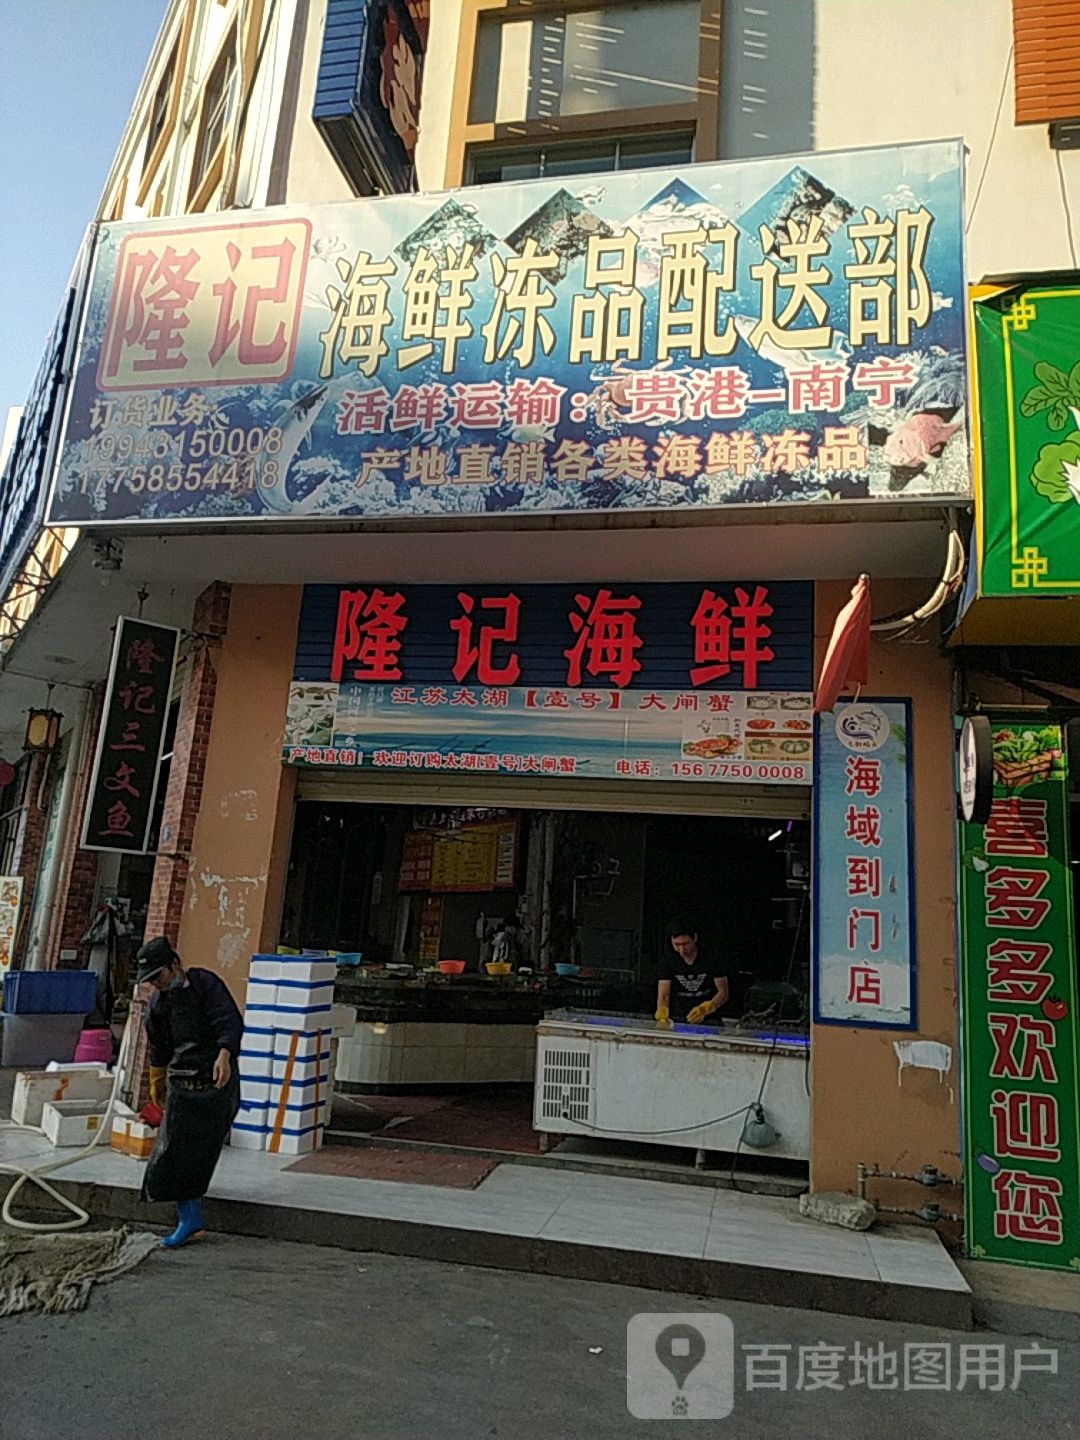 隆记
海鲜冻品配送部
活鲜运输：贵港-南宁
产地直销各类海鲜冻品
订货业务：
19943150008
17758554418
隆记海鲜
江苏太湖【壹号】大闸蟹
产地直销！欢迎订购太湖[壹号]大闸蟹
电话：156 7750 0008
隆记三文鱼
海域到门店
喜多多欢迎您
百度地图用户